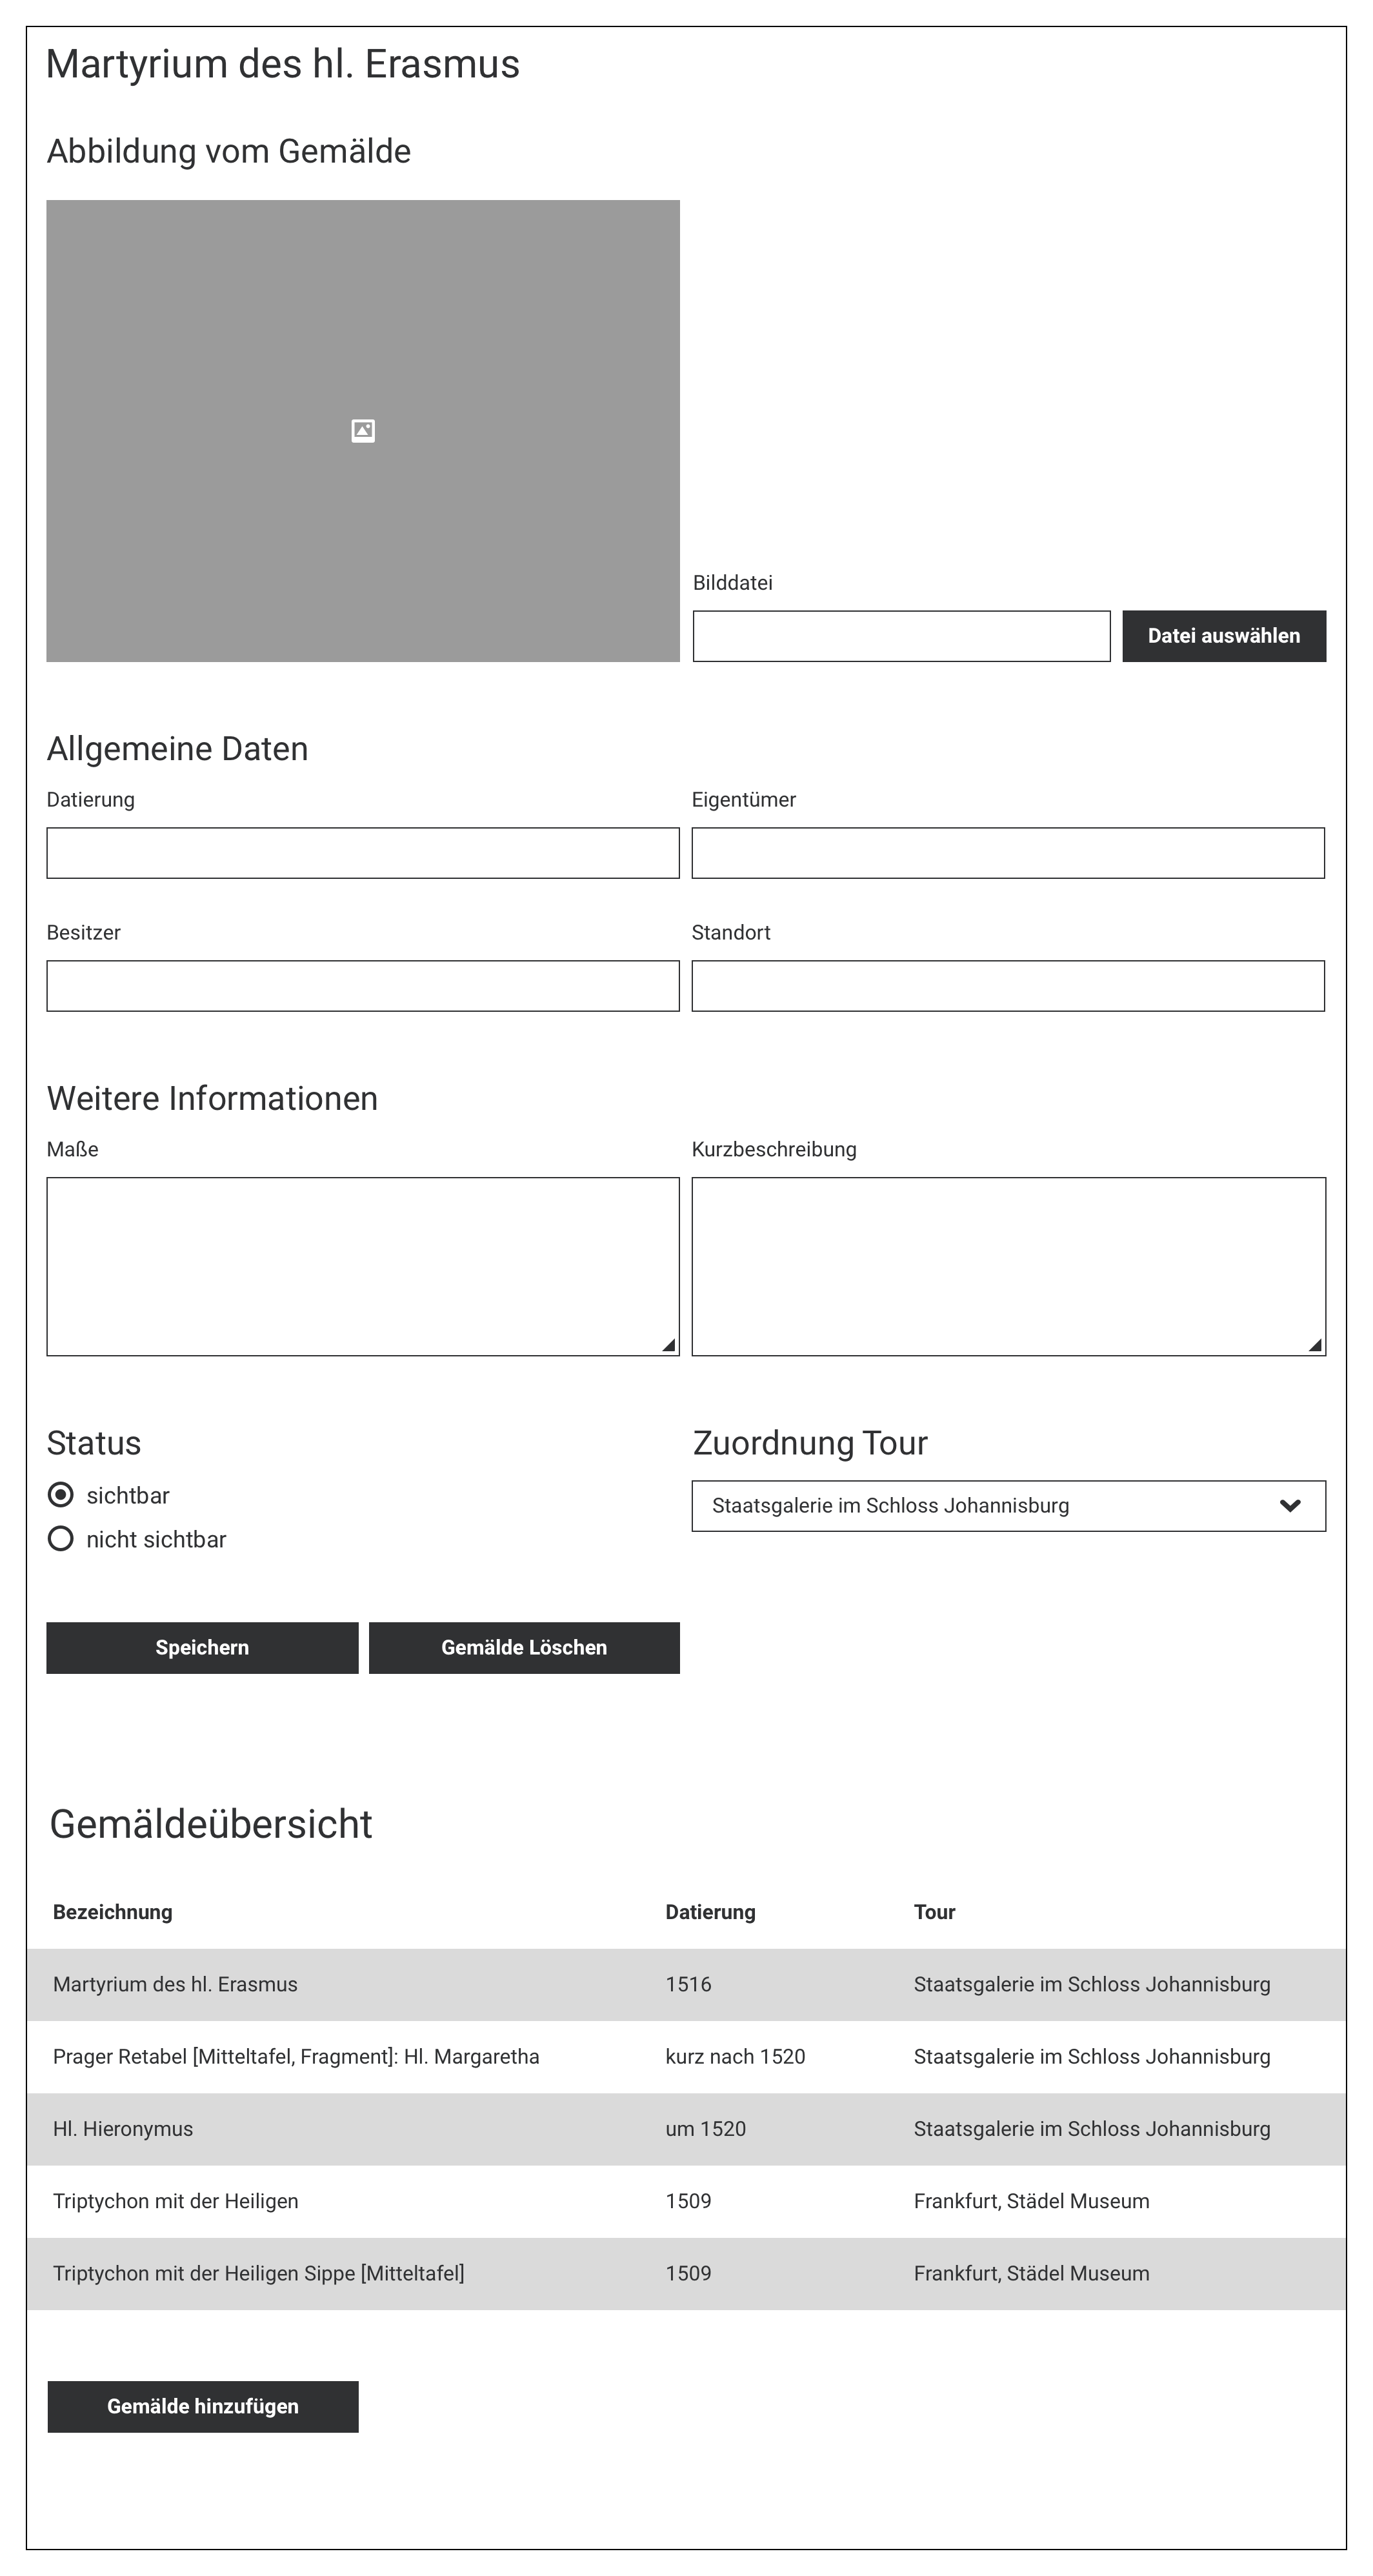 Martyrium des hl. Erasmus
Abbildung vom Gemälde
Bilddatei
Datei auswählen
Allgemeine Daten
Datierung
Eigentümer
Besitzer
Standort
Weitere Informationen
Maße
Kurzbeschreibung
Status
sichtbar
nicht sichtbar
Zuordnung Tour
Staatsgalerie im Schloss Johannisburg
Speichern
Gemälde Löschen
Gemäldeübersicht
Bezeichnung Datierung Tour
Martyrium des hl. Erasmus 1516 Staatsgalerie im Schloss Johannisburg
Prager Retabel [Mitteltafel, Fragment]: Hl. Margaretha kurz nach 1520 Staatsgalerie im Schloss Johannisburg
Hl. Hieronymus um 1520 Staatsgalerie im Schloss Johannisburg
Triptychon mit der Heiligen 1509 Frankfurt, Städel Museum
Triptychon mit der Heiligen Sippe [Mitteltafel] 1509 Frankfurt, Städel Museum
Gemälde hinzufügen